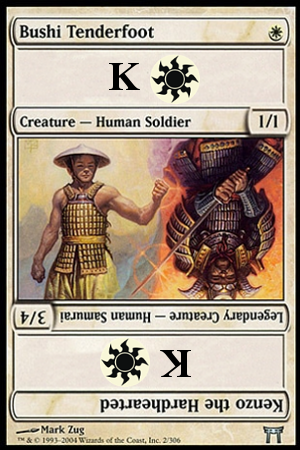 Bushi Tenderfoot
K
Creature — Human Soldier
1/1
Legendary Creature — Human Samurai
3/4
K
Kenzo the Hardhearted
Mark Zug
™ & © 1993–2004 Wizards of the Coast, Inc. 2/306